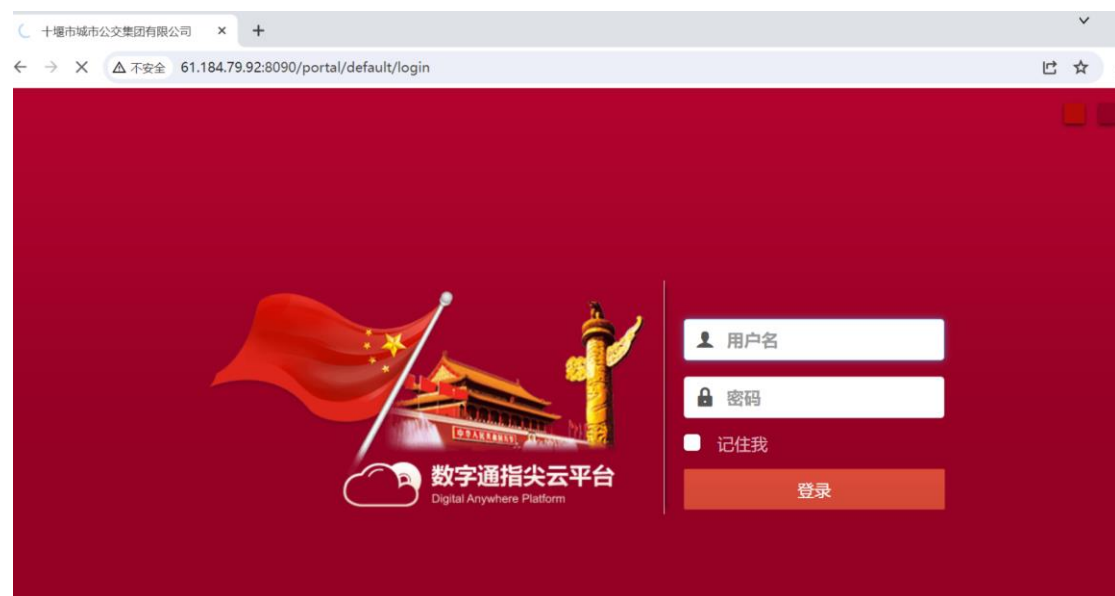 十堰市城市公交集团有限公司
不安全 61.184.79.92:8090/portal/default/login
用户名
密码
记住我
登录
数字通指尖云平台
Digital Anywhere Platform